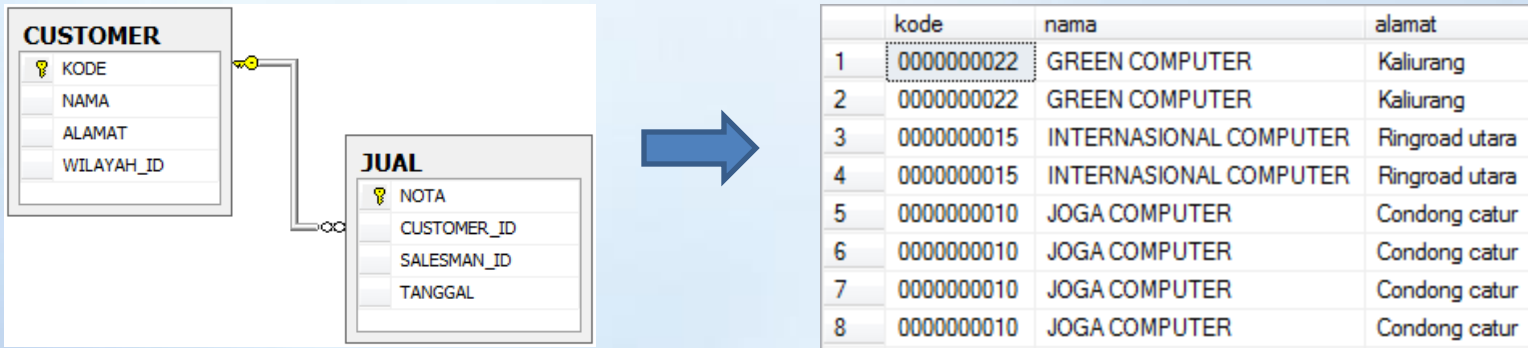 CUSTOMER
KODE
NAMA
ALAMAT
WILAYAH_ID
JUAL
NOTA
CUSTOMER_ID
SALESMAN_ID
TANGGAL
kode nama alamat
1 0000000022 GREEN COMPUTER Kaliurang
2 0000000022 GREEN COMPUTER Kaliurang
3 0000000015 INTERNASIONAL COMPUTER Ringroad utara
4 0000000015 INTERNASIONAL COMPUTER Ringroad utara
5 0000000010 JOGA COMPUTER Condong catur
6 0000000010 JOGA COMPUTER Condong catur
7 0000000010 JOGA COMPUTER Condong catur
8 0000000010 JOGA COMPUTER Condong catur